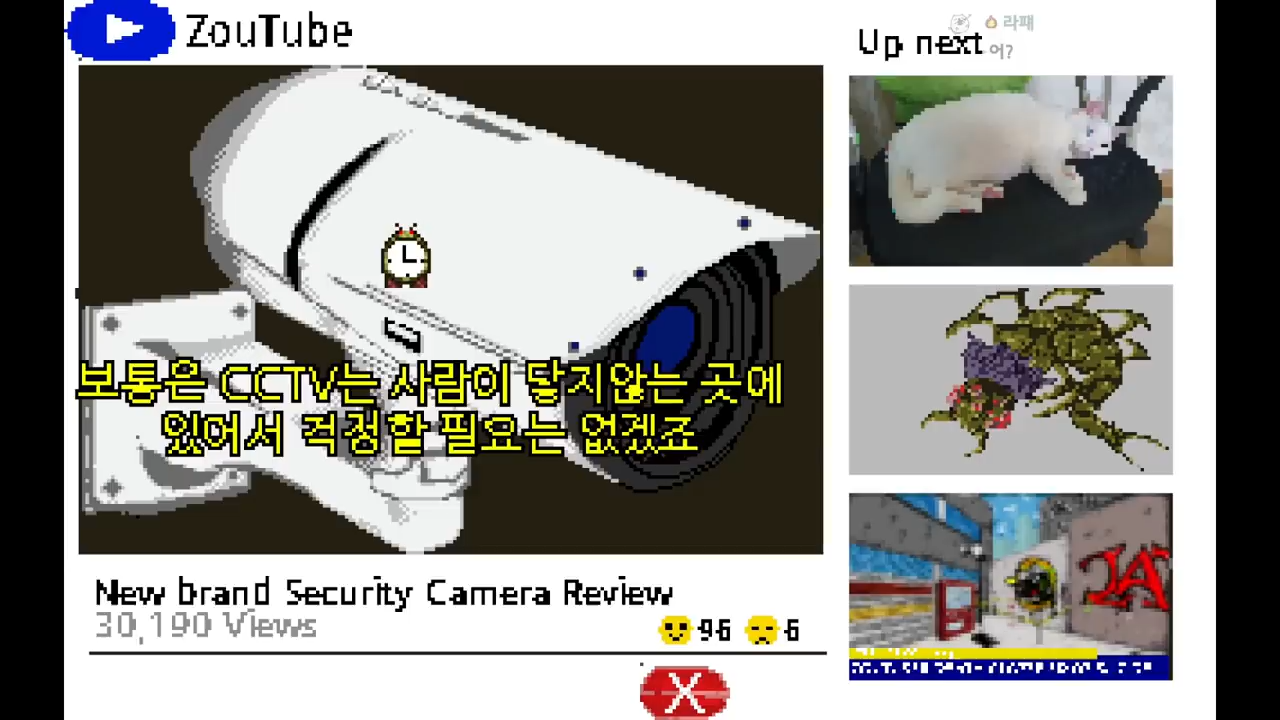 ZouTube
라패
Up next
어?
보통은 CCTV는 사람이 닿지않는 곳에
있어서 걱정할 필요는 없겠죠
New brand Security Camera Review
30,190 Views
96
6
X